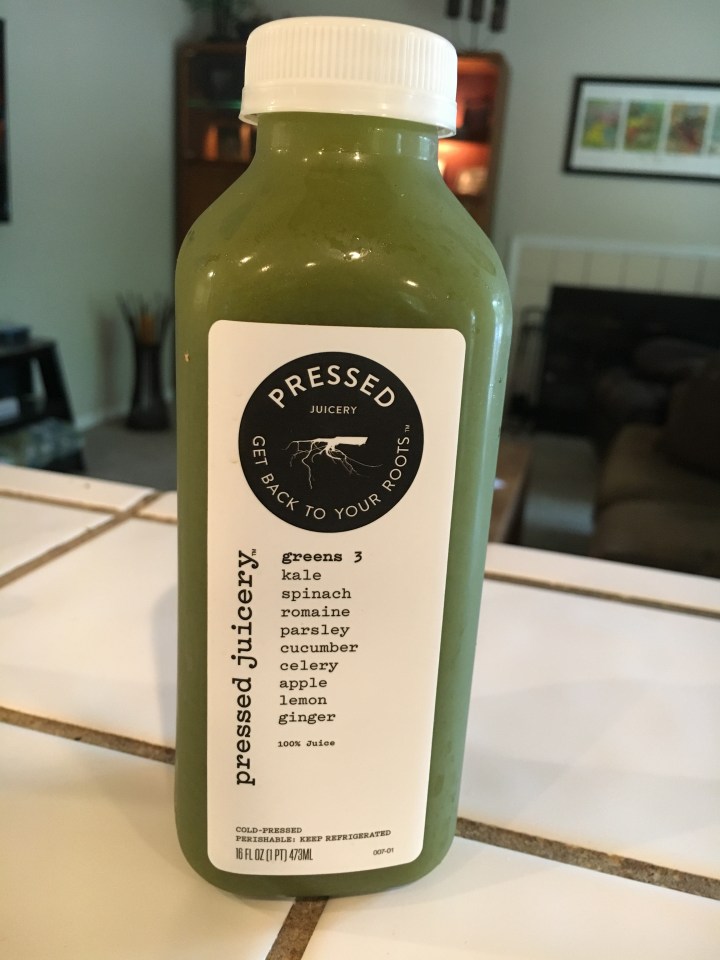 PRESSED
JUICERY
GET BACK TO YOUR ROOTS™
pressed juicery™
greens 3
kale
spinach
romaine
parsley
cucumber
celery
apple
lemon
ginger
100% Juice
COLD-PRESSED
PERISHABLE: KEEP REFRIGERATED
16 FL OZ (1 PT) 473ML
007-01